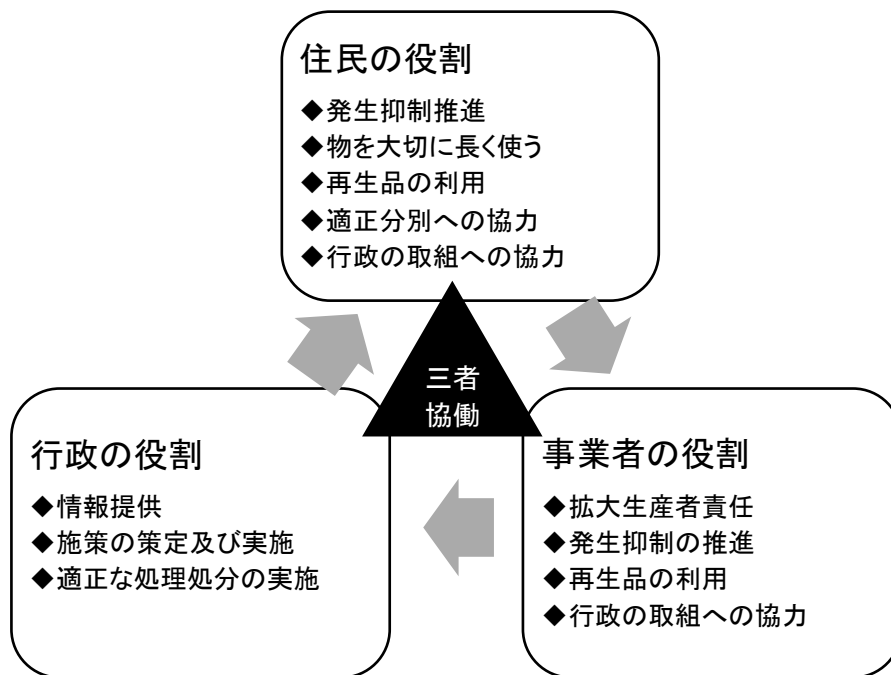 住民の役割
◆発生抑制推進
◆物を大切に長く使う
◆再生品の利用
◆適正分別への協力
◆行政の取組への協力
三者
協働
行政の役割
◆情報提供
◆施策の策定及び実施
◆適正な処理処分の実施
事業者の役割
◆拡大生産者責任
◆発生抑制の推進
◆再生品の利用
◆行政の取組への協力